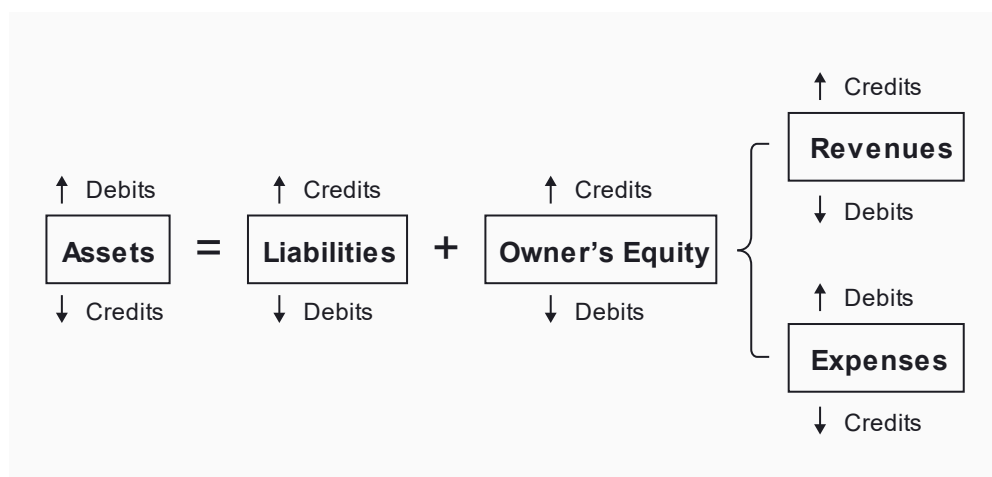 ↑ Credits
Revenues
↓ Debits
↑ Debits
Assets
↓ Credits
=
↑ Credits
Liabilities
↓ Debits
+
↑ Credits
Owner’s Equity
↓ Debits
↑ Debits
Expenses
↓ Credits